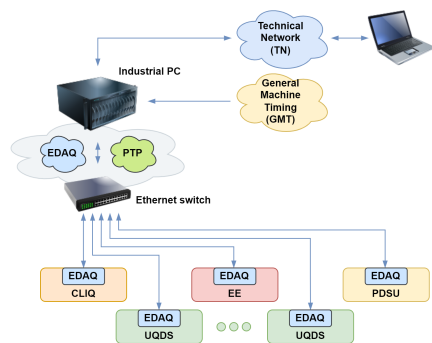 Technical
Network
(TN)
Industrial PC
General
Machine
Timing
(GMT)
EDAQ
PTP
Ethernet switch
EDAQ
CLIQ
EDAQ
EE
EDAQ
PDSU
EDAQ
UQDS
EDAQ
UQDS